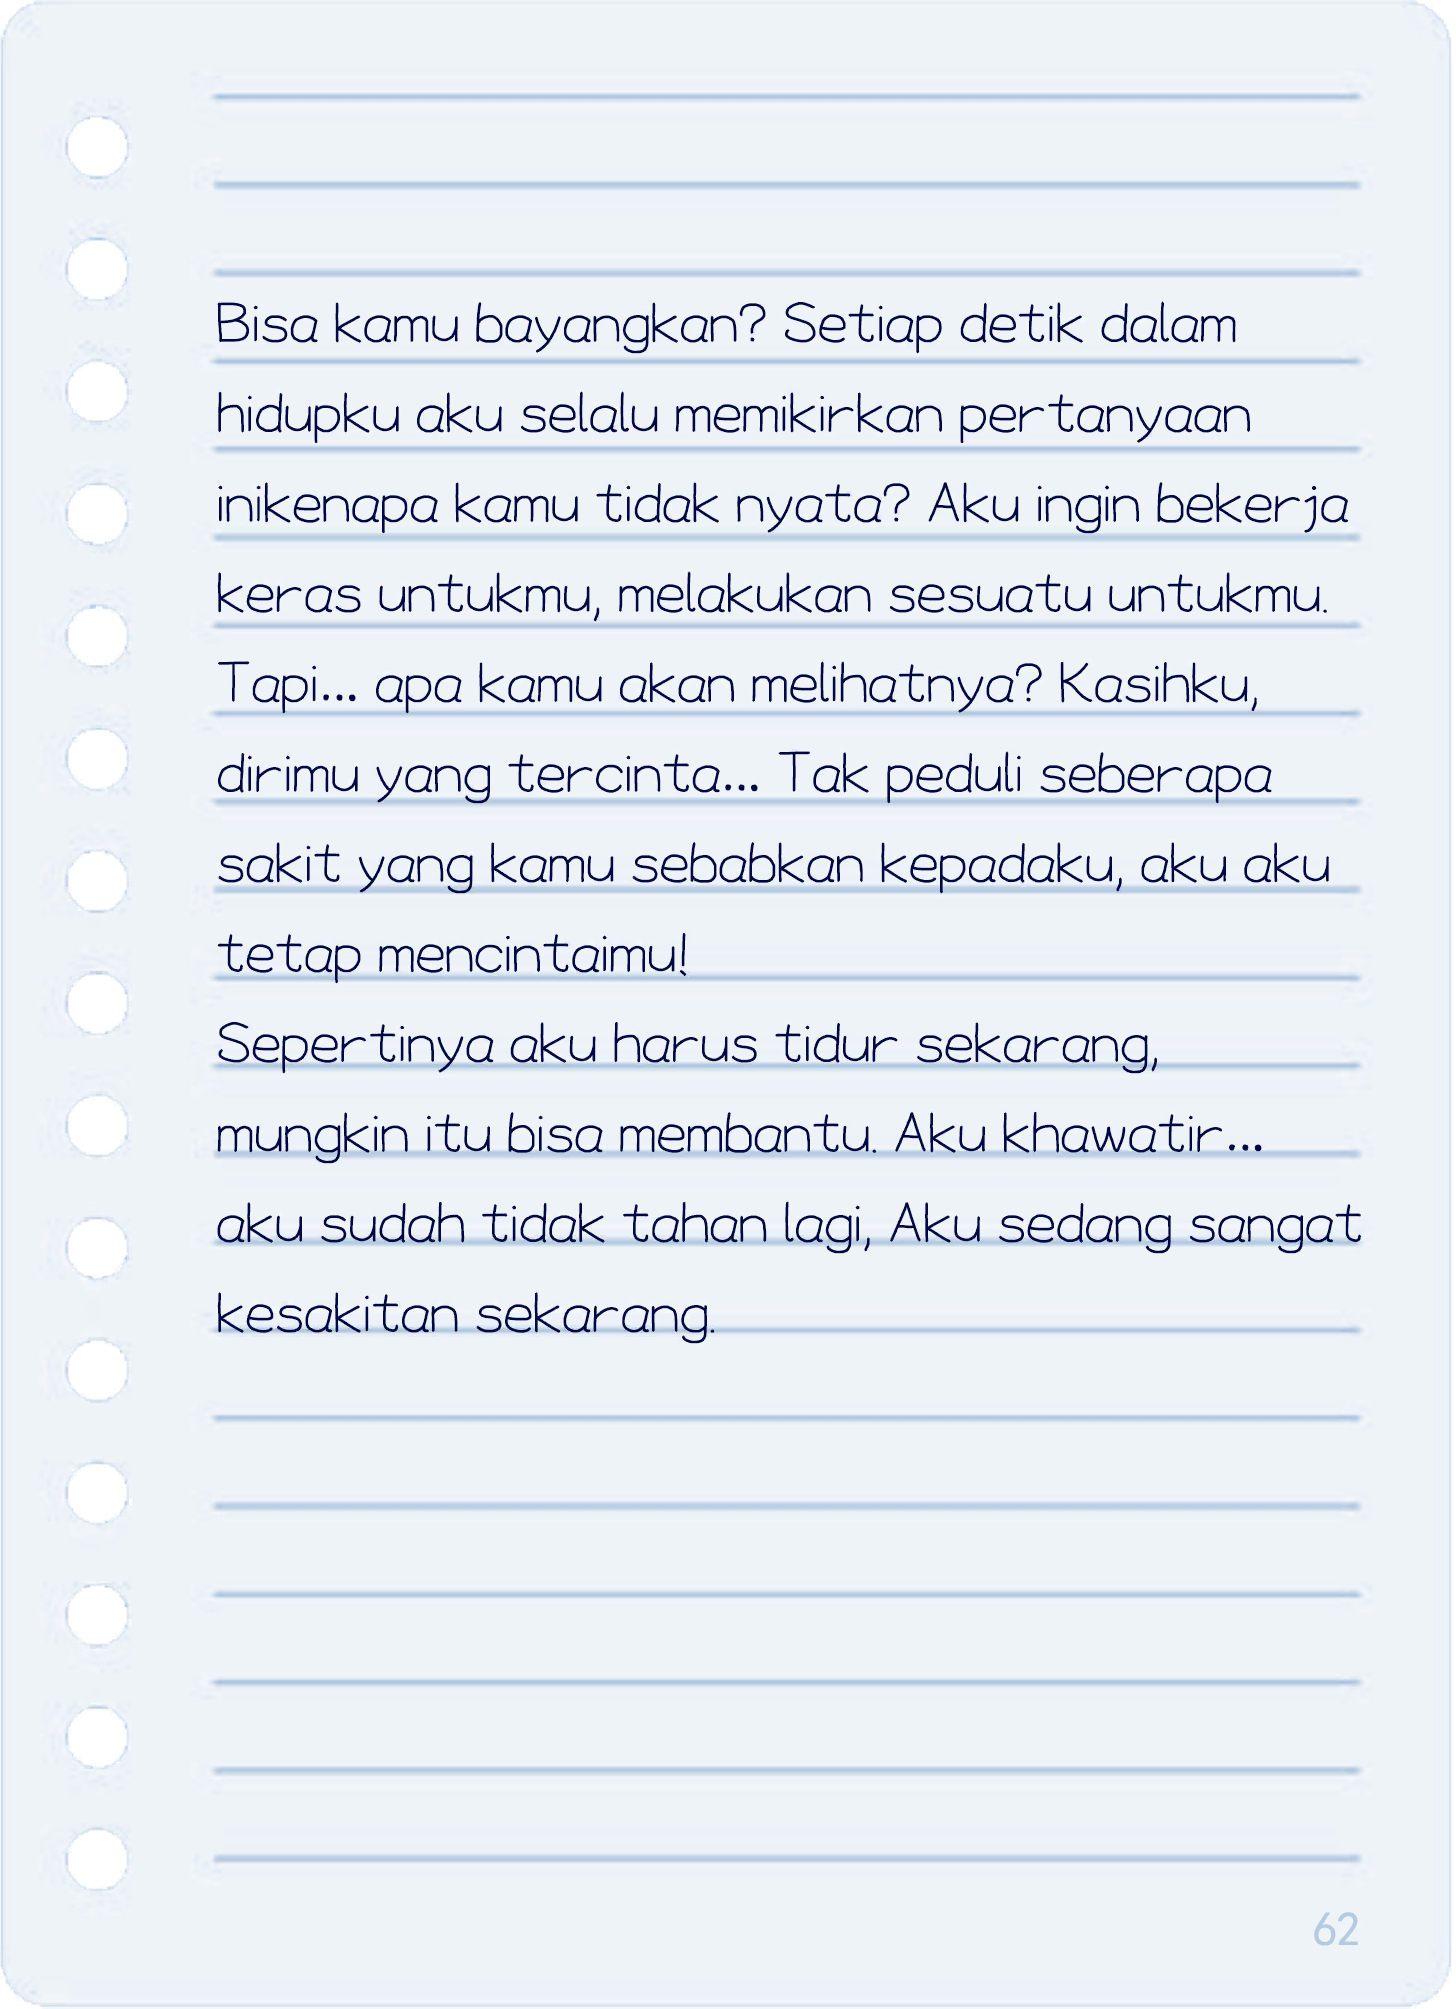 Bisa kamu bayangkan? Setiap detik dalam
hidupku aku selalu memikirkan pertanyaan
inikenapa kamu tidak nyata? Aku ingin bekerja
keras untukmu, melakukan sesuatu untukmu.
Tapi... apa kamu akan melihatnya? Kasihku,
dirimu yang tercinta... Tak peduli seberapa
sakit yang kamu sebabkan kepadaku, aku aku
tetap mencintaimu!
Sepertinya aku harus tidur sekarang,
mungkin itu bisa membantu. Aku khawatir...
aku sudah tidak tahan lagi, Aku sedang sangat
kesakitan sekarang.
62